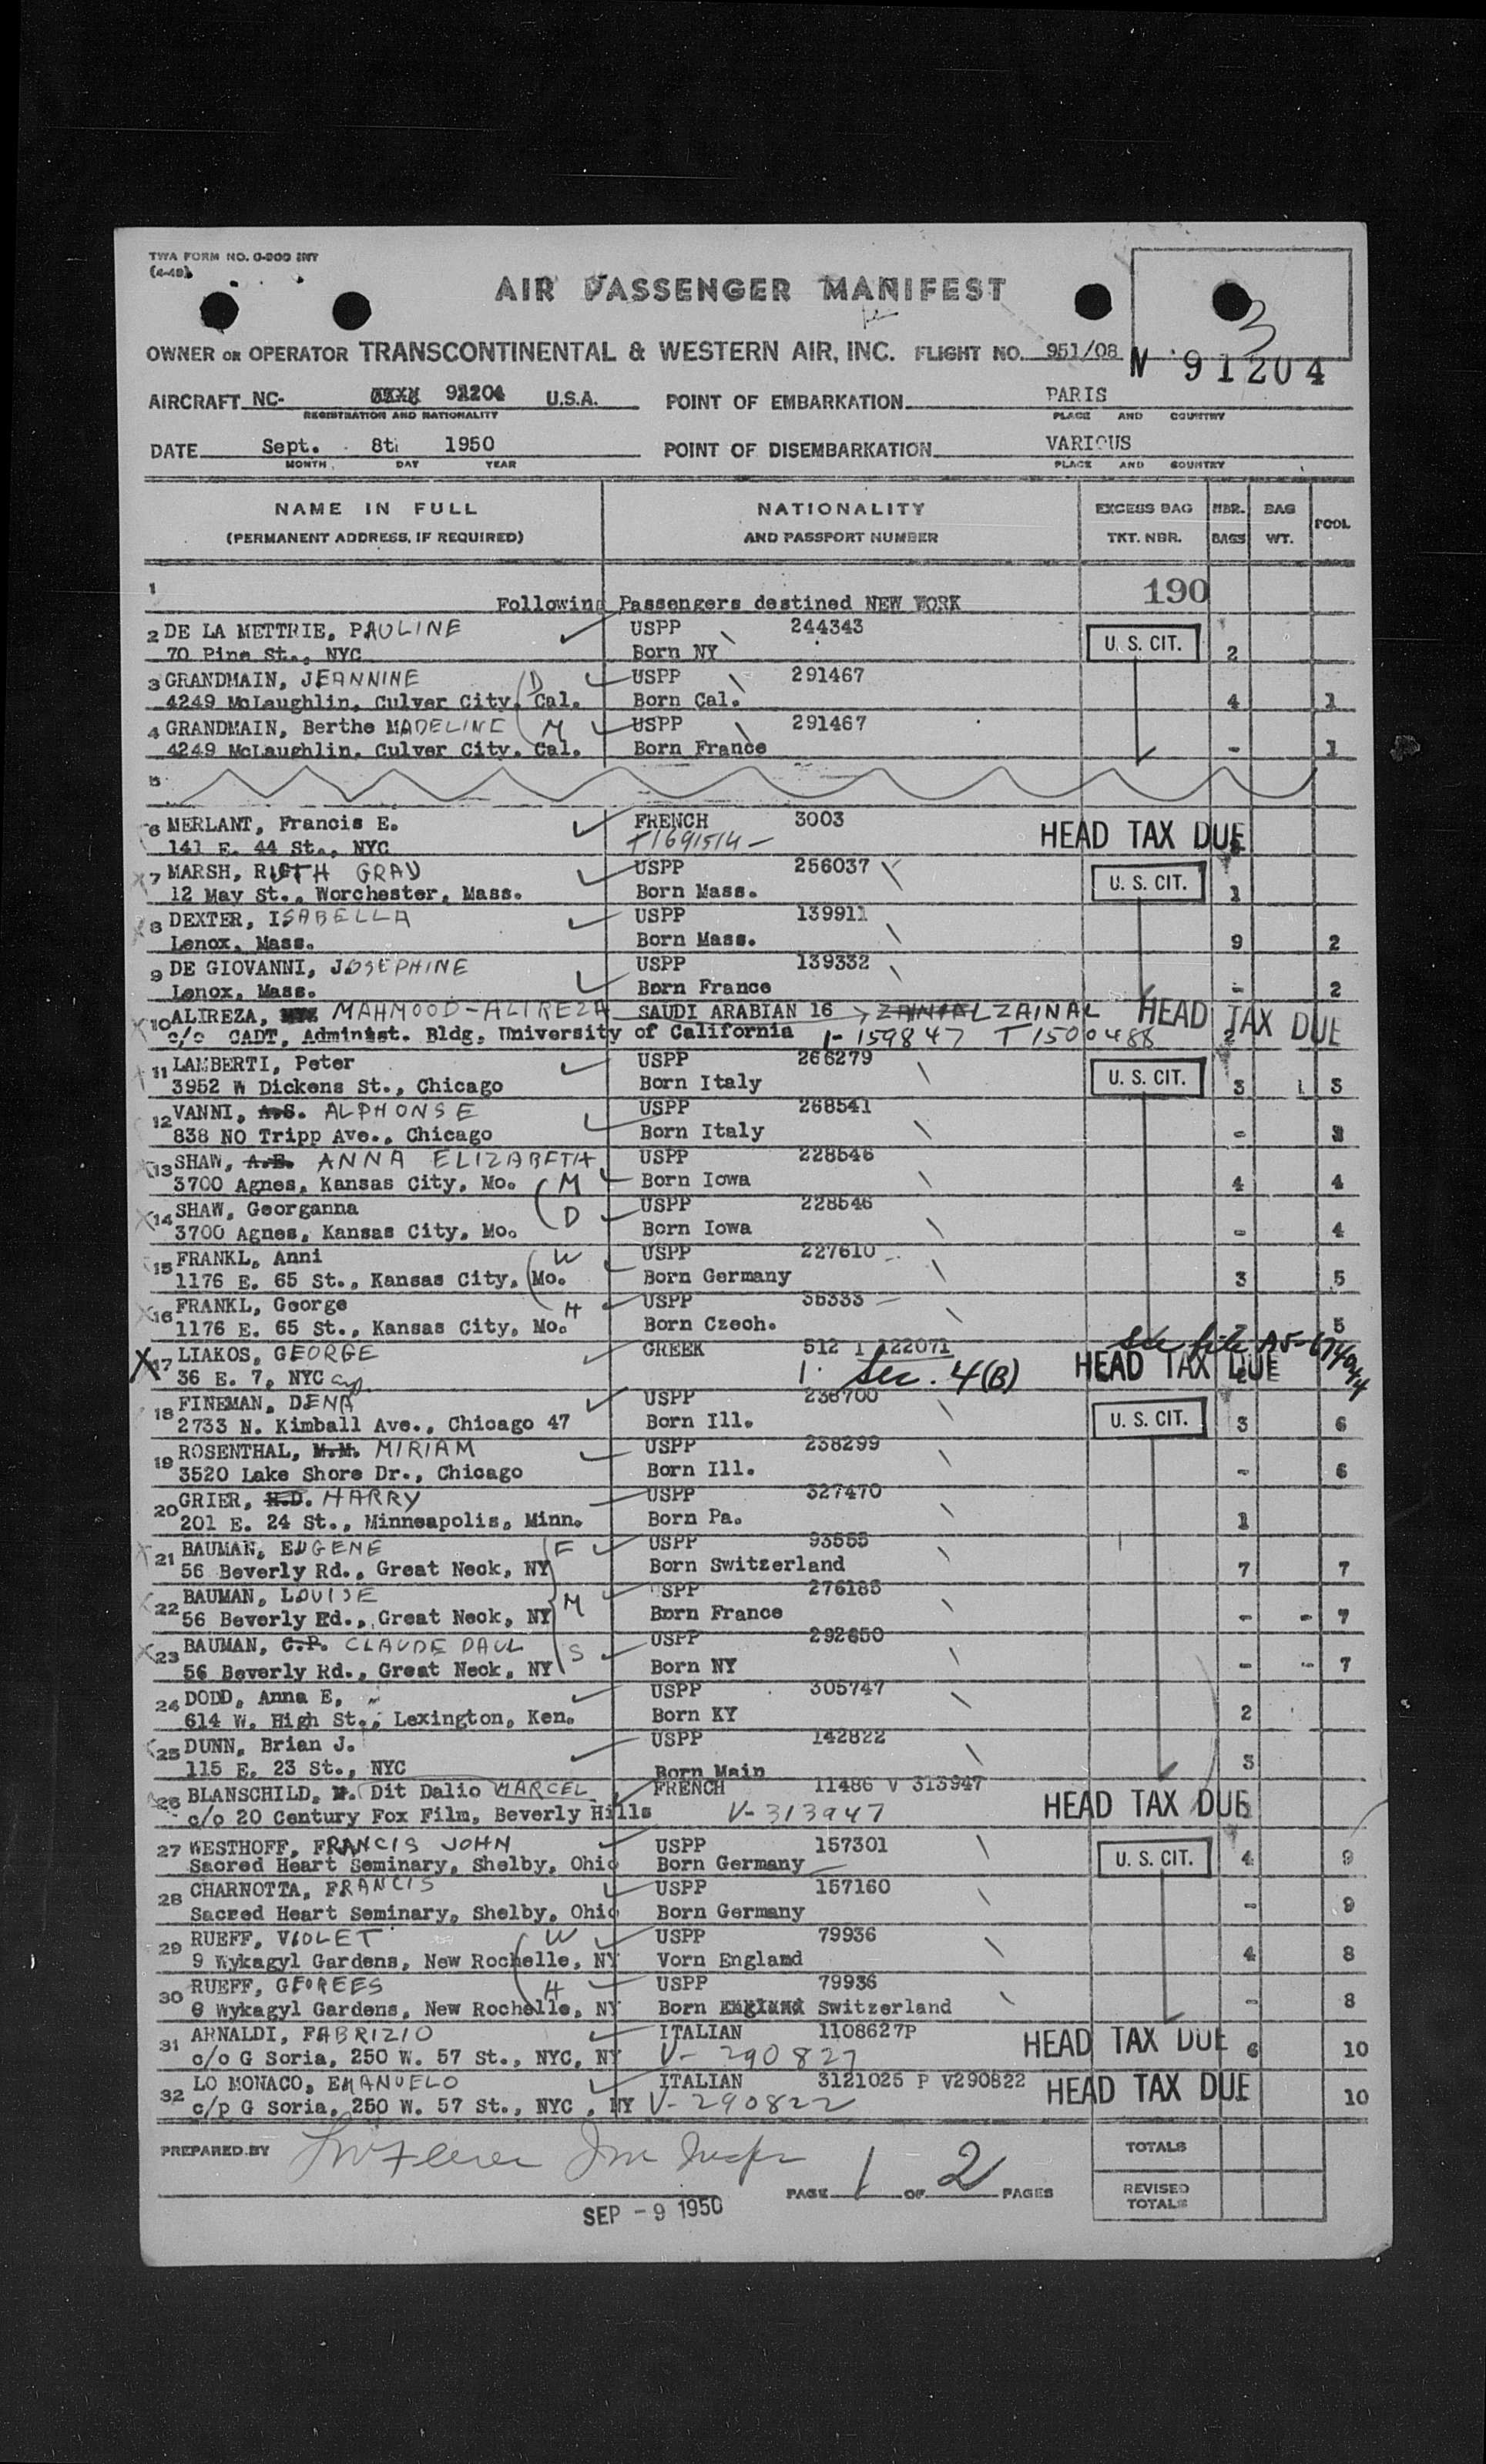 TWA FORM NO. O-900 INT
(4-49)
AIR PASSENGER MANIFEST
3
OWNER OR OPERATOR TRANSCONTINENTAL & WESTERN AIR, INC. FLIGHT NO. 951/08 N 91204
AIRCRAFT NC- 91204 U.S.A. POINT OF EMBARKATION PARIS
REGISTRATION AND NATIONALITY PLACE AND COUNTRY
DATE Sept. 8th 1950 POINT OF DISEMBARKATION VARIOUS
MONTH DAY YEAR PLACE AND COUNTRY
NAME IN FULL NATIONALITY EXCESS BAG NBR. BAG POOL
(PERMANENT ADDRESS, IF REQUIRED) AND PASSPORT NUMBER TKT. NBR. BAGS WT.
1 190
Following Passengers destined NEW YORK
2 DE LA METTRIE, PAULINE USPP 244343 U. S. CIT.
70 Pine St., NYC Born NY 2
3 GRANDMAIN, JEANNINE D USPP 291467
4249 McLaughlin, Culver City, Cal. Born Cal. 4 1
4 GRANDMAIN, Berthe MADELINE M USPP 291467
4249 McLaughlin, Culver City, Cal. Born France - 1
5
6 MERLANT, Francis E. FRENCH 3003 HEAD TAX DUE
141 E. 44 St., NYC T1691514-
7 MARSH, RUTH GRAY USPP 256037 U. S. CIT.
12 May St., Worchester, Mass. Born Mass. 1
8 DEXTER, ISABELLA USPP 139911
Lenox, Mass. Born Mass. 9 2
9 DE GIOVANNI, JOSEPHINE USPP 139332
Lenox, Mass. Born France - 2
10 ALIREZA, MAHMOOD-ALIREZA SAUDI ARABIAN 16 ZAINAL HEAD TAX DUE
c/o CADT, Administ. Bldg, University of California 1-159847 T1500488 2
11 LAMBERTI, Peter USPP 266279 U. S. CIT.
3952 W Dickens St., Chicago Born Italy 3 3
12 VANNI, A.S. ALPHONSE USPP 268541
838 NO Tripp Ave., Chicago Born Italy - 3
13 SHAW, A.E. ANNA ELIZABETH USPP 228546
3700 Agnes, Kansas City, Mo. M Born Iowa 4 4
14 SHAW, Georganna USPP 228546
3700 Agnes, Kansas City, Mo. D Born Iowa - 4
15 FRANKL, Anni W USPP 227610
1176 E. 65 St., Kansas City, Mo. Born Germany 3 5
16 FRANKL, George H USPP 35333
1176 E. 65 St., Kansas City, Mo. Born Czech. 5
17 LIAKOS, GEORGE GREEK 512 I 122071 See file
36 E. 7, NYC 1. Sec. 4(B) HEAD TAX DUE
18 FINEMAN, DENA USPP 236700 U. S. CIT.
2733 N. Kimball Ave., Chicago 47 Born Ill. 3 6
19 ROSENTHAL, M.M. MIRIAM USPP 238299
3520 Lake Shore Dr., Chicago Born Ill. - 6
20 GRIER, H.D. HARRY USPP 327470
201 E. 24 St., Minneapolis, Minn. Born Pa. 1
21 BAUMAN, EUGENE F USPP 93555
56 Beverly Rd., Great Neck, NY Born Switzerland 7 7
22 BAUMAN, LOUISE M USPP 276185
56 Beverly Rd., Great Neck, NY Born France - - 7
23 BAUMAN, C.P. CLAUDE PAUL S USPP 292650
56 Beverly Rd., Great Neck, NY Born NY - - 7
24 DODD, Anna E. USPP 305747
614 W. High St., Lexington, Ken. Born KY 2
25 DUNN, Brian J. USPP 142822
115 E. 23 St., NYC Born Main 3
26 BLANSCHILD, M. Dit Dalio MARCEL FRENCH 11486 V 313947
c/o 20 Century Fox Film, Beverly Hills V-313947 HEAD TAX DUE
27 WESTHOFF, FRANCIS JOHN USPP 157301 U. S. CIT.
Sacred Heart Seminary, Shelby, Ohio Born Germany 4 9
28 CHARNOTTA, FRANCIS USPP 157160
Sacred Heart Seminary, Shelby, Ohio Born Germany - 9
29 RUEFF, VIOLET W USPP 79936
9 Wykagyl Gardens, New Rochelle, NY Vorn England 4 8
30 RUEFF, GEOREES H USPP 79936
9 Wykagyl Gardens, New Rochelle, NY Born England Switzerland - 8
31 ARNALDI, FABRIZIO ITALIAN 1108627P HEAD TAX DUE
c/o G Soria, 250 W. 57 St., NYC, NY V-290827 6 10
32 LO MONACO, EMANUELO ITALIAN 3121025 P V290822 HEAD TAX DUE
c/p G Soria, 250 W. 57 St., NYC , NY V-290822 10
PREPARED BY TOTALS
PAGE 1 OF 2 PAGES REVISED TOTALS
SEP -9 1950